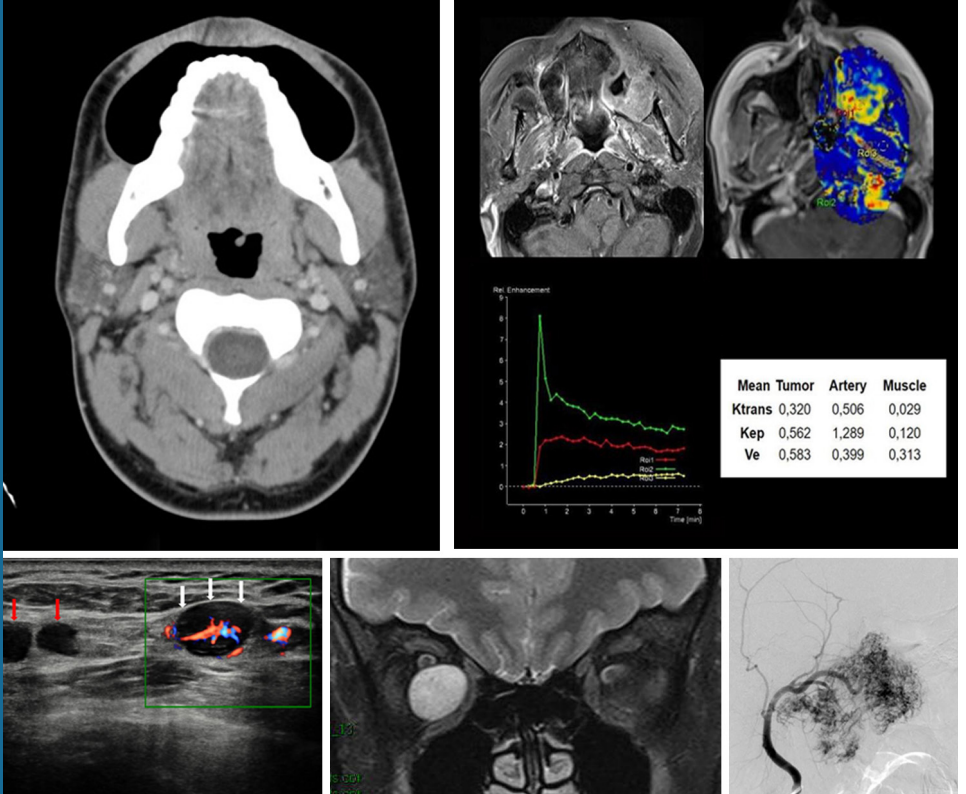 RoI1
RoI3
RoI2
Rel. Enhancement
9
8
7
6
5
4
3
2
1
0
RoI1
RoI2
RoI3
0 1 2 3 4 5 6 7 8
Time [min]
Mean Tumor Artery Muscle
Ktrans 0,320 0,506 0,029
Kep 0,562 1,289 0,120
Ve 0,583 0,399 0,313